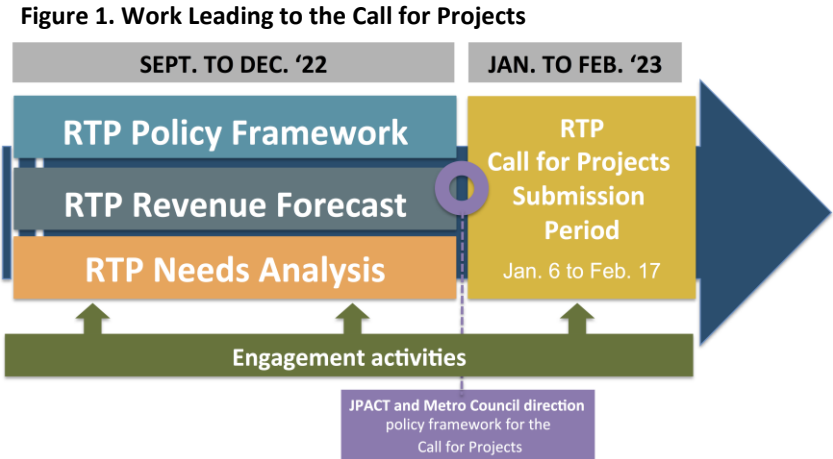 Figure 1. Work Leading to the Call for Projects
SEPT. TO DEC. ‘22
JAN. TO FEB. ‘23
RTP Policy Framework
RTP Revenue Forecast
RTP Needs Analysis
RTP
Call for Projects
Submission
Period
Jan. 6 to Feb. 17
Engagement activities
JPACT and Metro Council direction
policy framework for the
Call for Projects